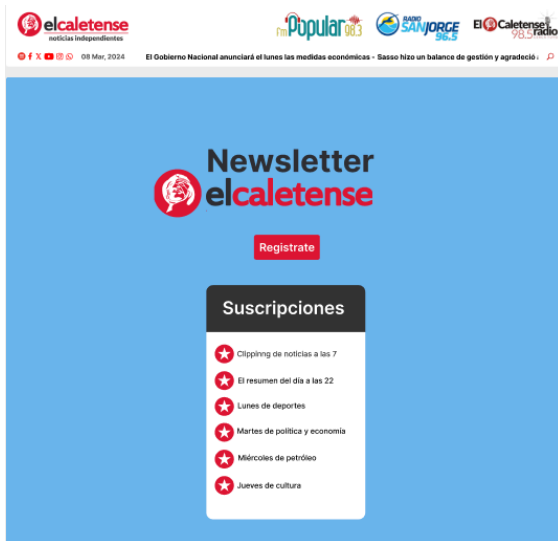 elcaletense
noticias independientes
fm Popular 98.3
RADIO
SANJORGE
96.5
El Caletense
98.5 radio
08 Mar, 2024
El Gobierno Nacional anunciará el lunes las medidas económicas - Sasso hizo un balance de gestión y agradeció
Newsletter
elcaletense
Registrate
Suscripciones
Clippinng de noticias a las 7
El resumen del día a las 22
Lunes de deportes
Martes de política y economía
Miércoles de petróleo
Jueves de cultura